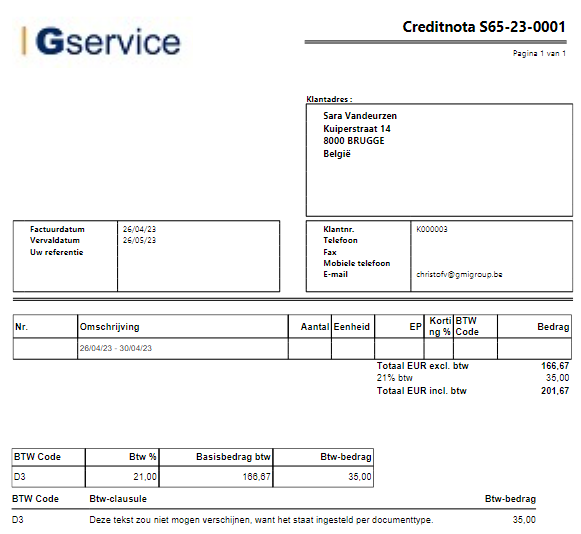 Gservice
Creditnota S65-23-0001
Pagina 1 van 1
Klantadres :
Sara Vandeurzen
Kuiperstraat 14
8000 BRUGGE
België
Factuurdatum 26/04/23
Vervaldatum 26/05/23
Uw referentie
Klantnr. K000003
Telefoon
Fax
Mobiele telefoon
E-mail christofv@gmigroup.be
Nr. Omschrijving Aantal Eenheid EP Korti ng % BTW Code Bedrag
26/04/23 - 30/04/23
Totaal EUR excl. btw 166,67
21% btw 35,00
Totaal EUR incl. btw 201,67
BTW Code Btw % Basisbedrag btw Btw-bedrag
D3 21,00 166,67 35,00
BTW Code Btw-clausule Btw-bedrag
D3 Deze tekst zou niet mogen verschijnen, want het staat ingesteld per documenttype. 35,00